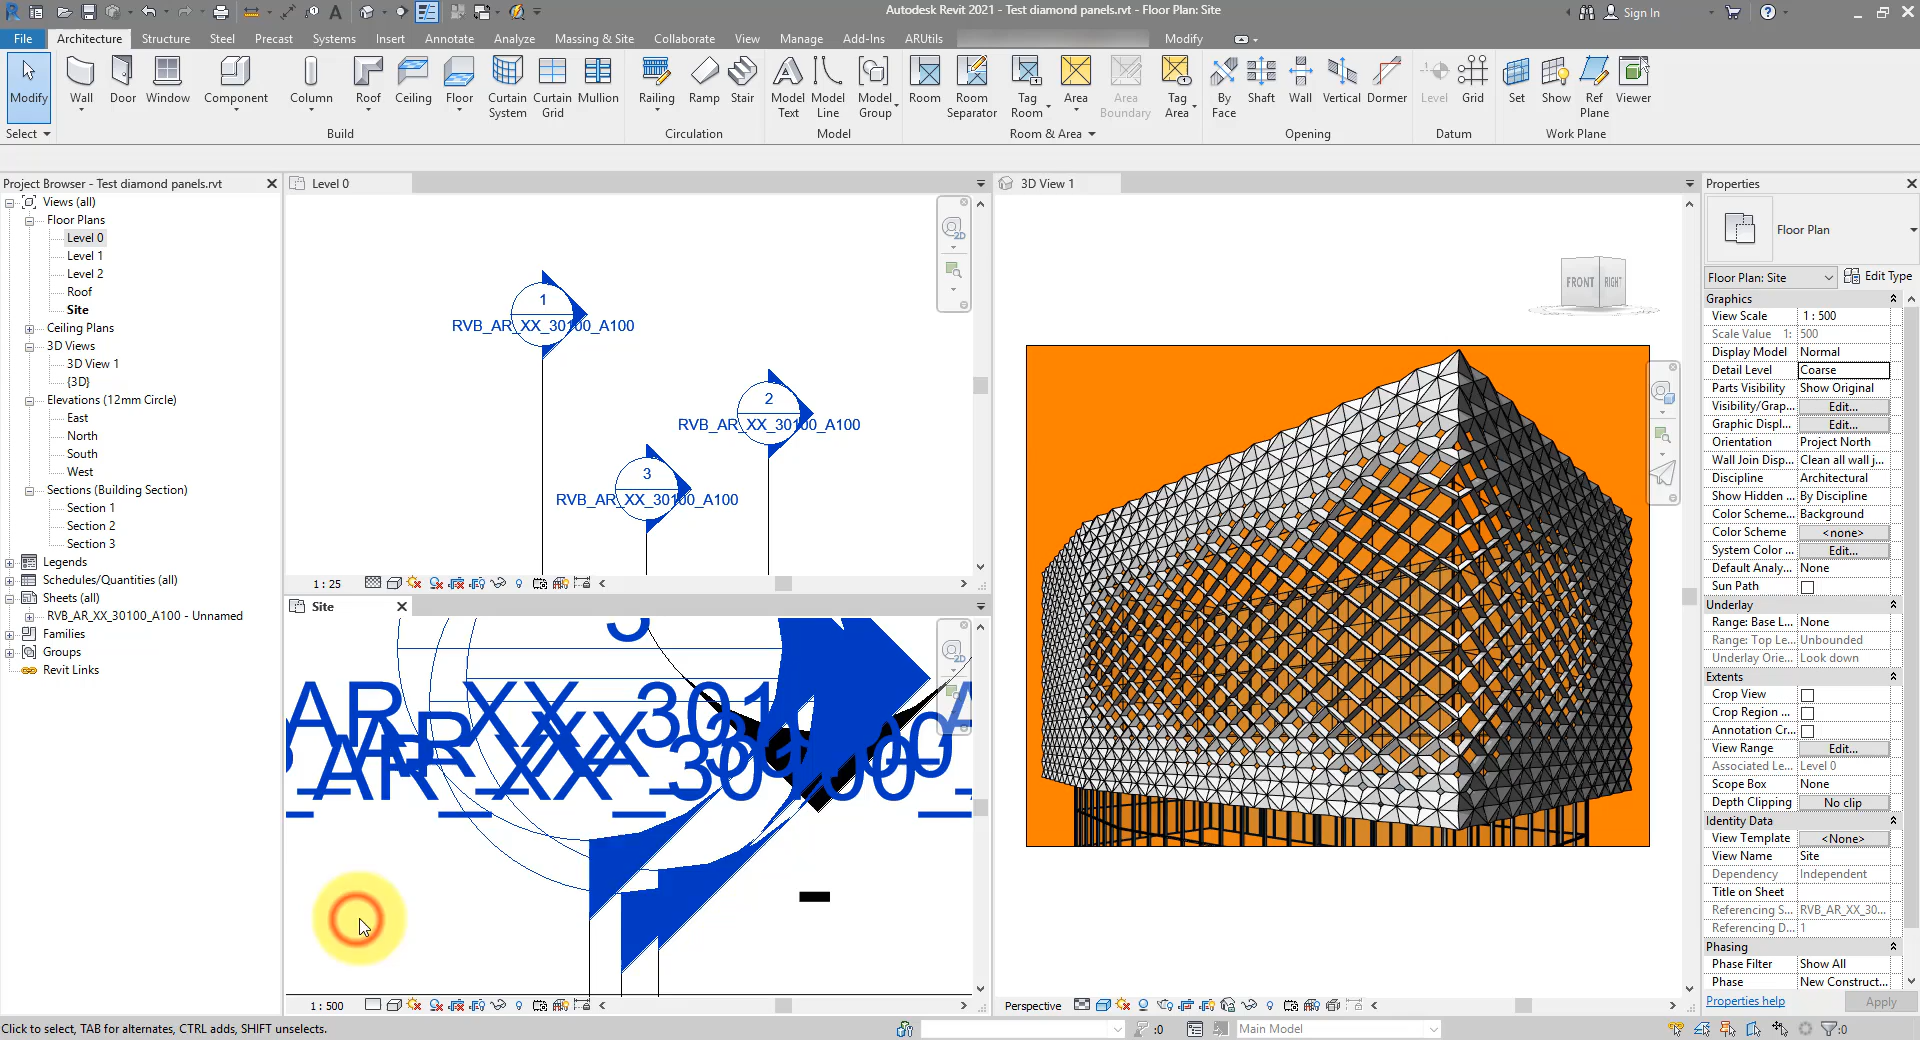 Autodesk Revit 2021 - Test diamond panels.rvt - Floor Plan: Site
Sign In
File
Architecture
Structure
Steel
Precast
Systems
Insert
Annotate
Analyze
Massing & Site
Collaborate
View
Manage
Add-Ins
ARUtils
Modify
Modify
Wall
Door
Window
Component
Column
Roof
Ceiling
Floor
Curtain System
Curtain Grid
Mullion
Railing
Ramp
Stair
Model Text
Model Line
Model Group
Room
Room Separator
Tag Room
Area
Area Boundary
Tag Area
By Face
Shaft
Wall
Vertical
Dormer
Level
Grid
Set
Show
Ref Plane
Viewer
Select
Build
Circulation
Model
Room & Area
Opening
Datum
Work Plane
Project Browser - Test diamond panels.rvt
Views (all)
Floor Plans
Level 0
Level 1
Level 2
Roof
Site
Ceiling Plans
3D Views
3D View 1
{3D}
Elevations (12mm Circle)
East
North
South
West
Sections (Building Section)
Section 1
Section 2
Section 3
Legends
Schedules/Quantities (all)
Sheets (all)
RVB_AR_XX_30100_A100 - Unnamed
Families
Groups
Revit Links
Level 0
2D
1
RVB_AR_XX_30100_A100
2
RVB_AR_XX_30100_A100
3
RVB_AR_XX_30100_A100
1 : 25
Site
2D
3
1 : 500
3D View 1
FRONT
RIGHT
Perspective
Properties
Floor Plan
Floor Plan: Site
Edit Type
Graphics
View Scale 1 : 500
Scale Value 1: 500
Display Model Normal
Detail Level Coarse
Parts Visibility Show Original
Visibility/Grap... Edit...
Graphic Displ... Edit...
Orientation Project North
Wall Join Disp... Clean all wall j...
Discipline Architectural
Show Hidden ... By Discipline
Color Scheme... Background
Color Scheme <none>
System Color ... Edit...
Default Analy... None
Sun Path
Underlay
Range: Base L... None
Range: Top Le... Unbounded
Underlay Orie... Look down
Extents
Crop View
Crop Region ...
Annotation Cr...
View Range Edit...
Associated Le... Level 0
Scope Box None
Depth Clipping No clip
Identity Data
View Template <None>
View Name Site
Dependency Independent
Title on Sheet
Referencing S... RVB_AR_XX_30...
Referencing D... 1
Phasing
Phase Filter Show All
Phase New Construct...
Properties help
Apply
Click to select, TAB for alternates, CTRL adds, SHIFT unselects.
:0
Main Model
:0